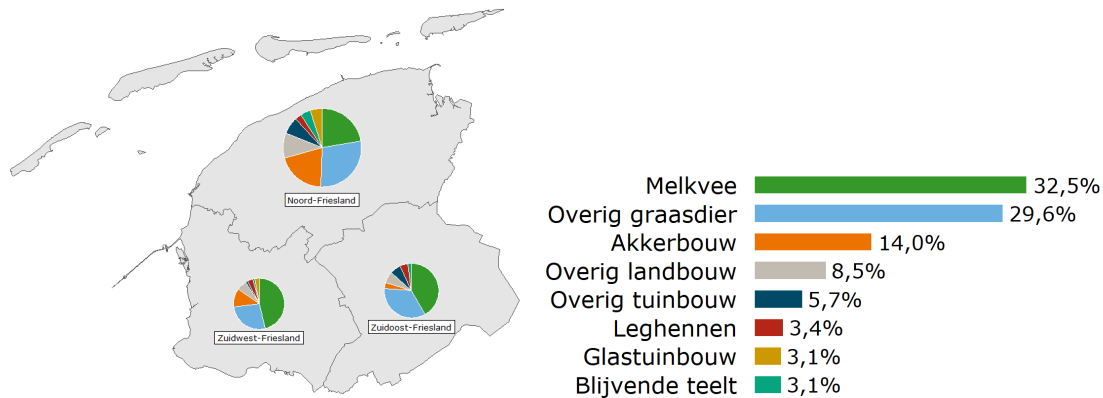 Noord-Friesland
Zuidwest-Friesland
Zuidoost-Friesland
Melkvee 32,5%
Overig graasdier 29,6%
Akkerbouw 14,0%
Overig landbouw 8,5%
Overig tuinbouw 5,7%
Leghennen 3,4%
Glastuinbouw 3,1%
Blijvende teelt 3,1%